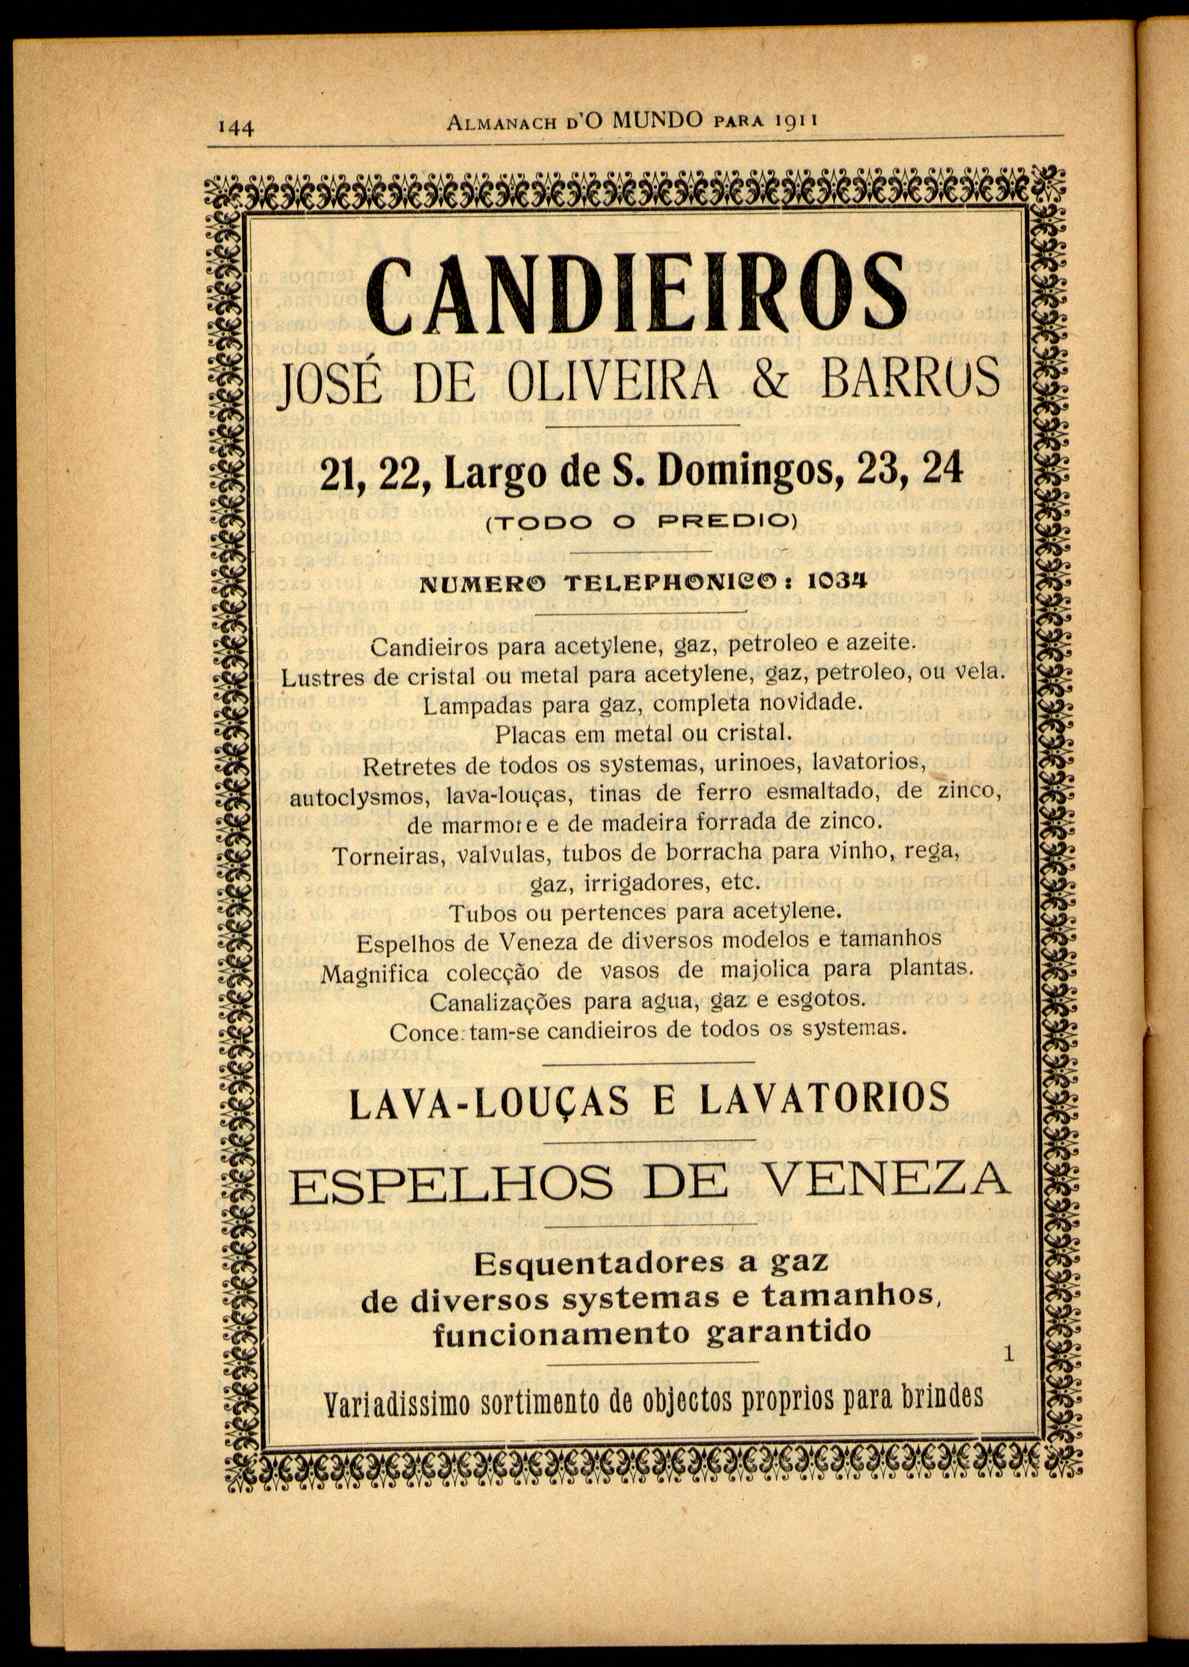 144
ALMANACH D'O MUNDO PARA 1911
CANDIEIROS
JOSÉ DE OLIVEIRA & BARROS
21, 22, Largo de S. Domingos, 23, 24
(TODO O PREDIO)
NUMERO TELEPHONICO: 1034
Candieiros para acetylene, gaz, petroleo e azeite.
Lustres de cristal ou metal para acetylene, gaz, petroleo, ou vela.
Lampadas para gaz, completa novidade.
Placas em metal ou cristal.
Retretes de todos os systemas, urinoes, lavatorios,
autoclysmos, lava-louças, tinas de ferro esmaltado, de zinco,
de marmore e de madeira forrada de zinco.
Torneiras, valvulas, tubos de borracha para vinho, rega,
gaz, irrigadores, etc.
Tubos ou pertences para acetylene.
Espelhos de Veneza de diversos modelos e tamanhos
Magnifica colecção de vasos de majolica para plantas.
Canalizações para agua, gaz e esgotos.
Concertam-se candieiros de todos os systemas.
LAVA-LOUÇAS E LAVATORIOS
ESPELHOS DE VENEZA
Esquentadores a gaz
de diversos systemas e tamanhos,
funcionamento garantido
1
Variadissimo sortimento de objectos proprios para brindes